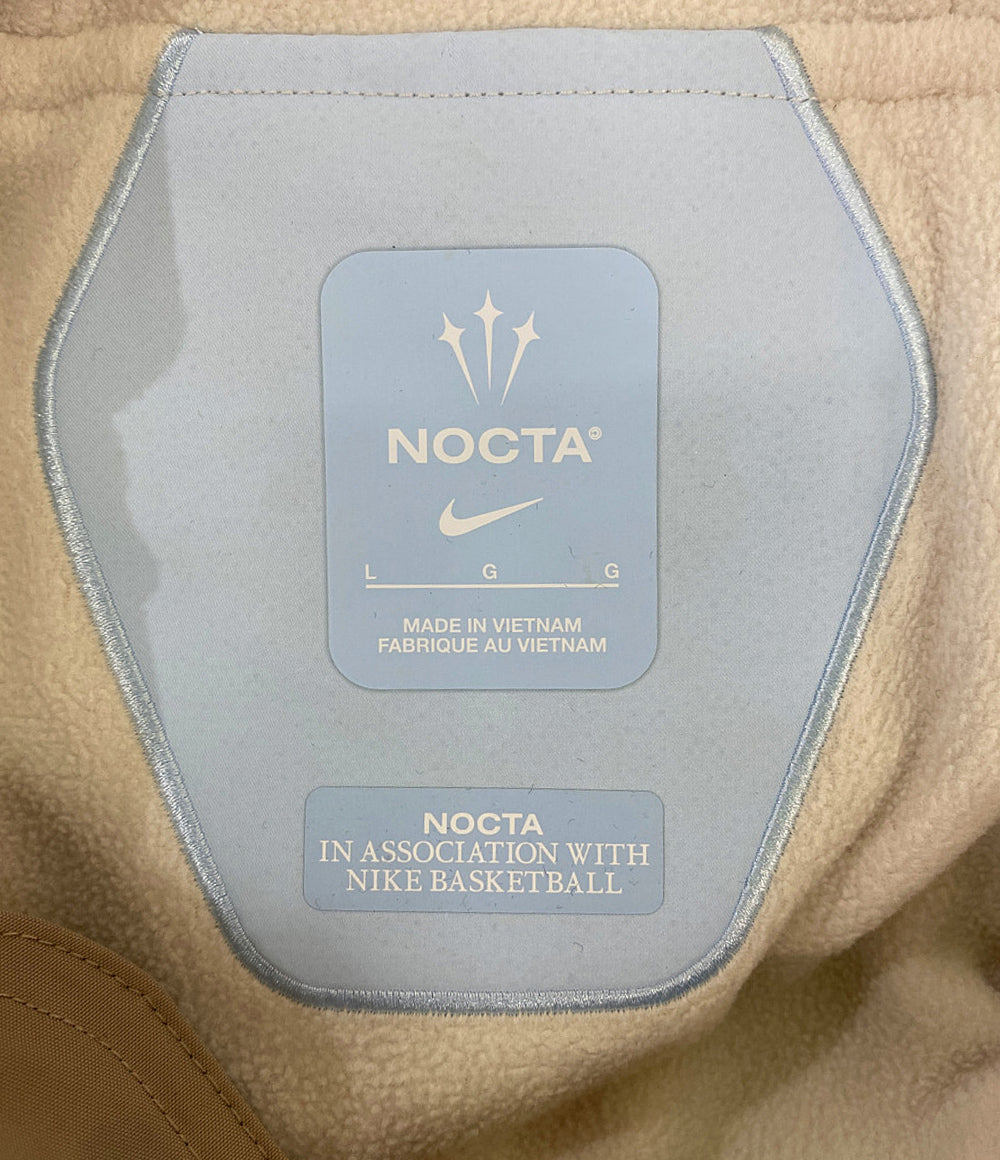 NOCTA
L G G
MADE IN VIETNAM
FABRIQUE AU VIETNAM
NOCTA
IN ASSOCIATION WITH
NIKE BASKETBALL